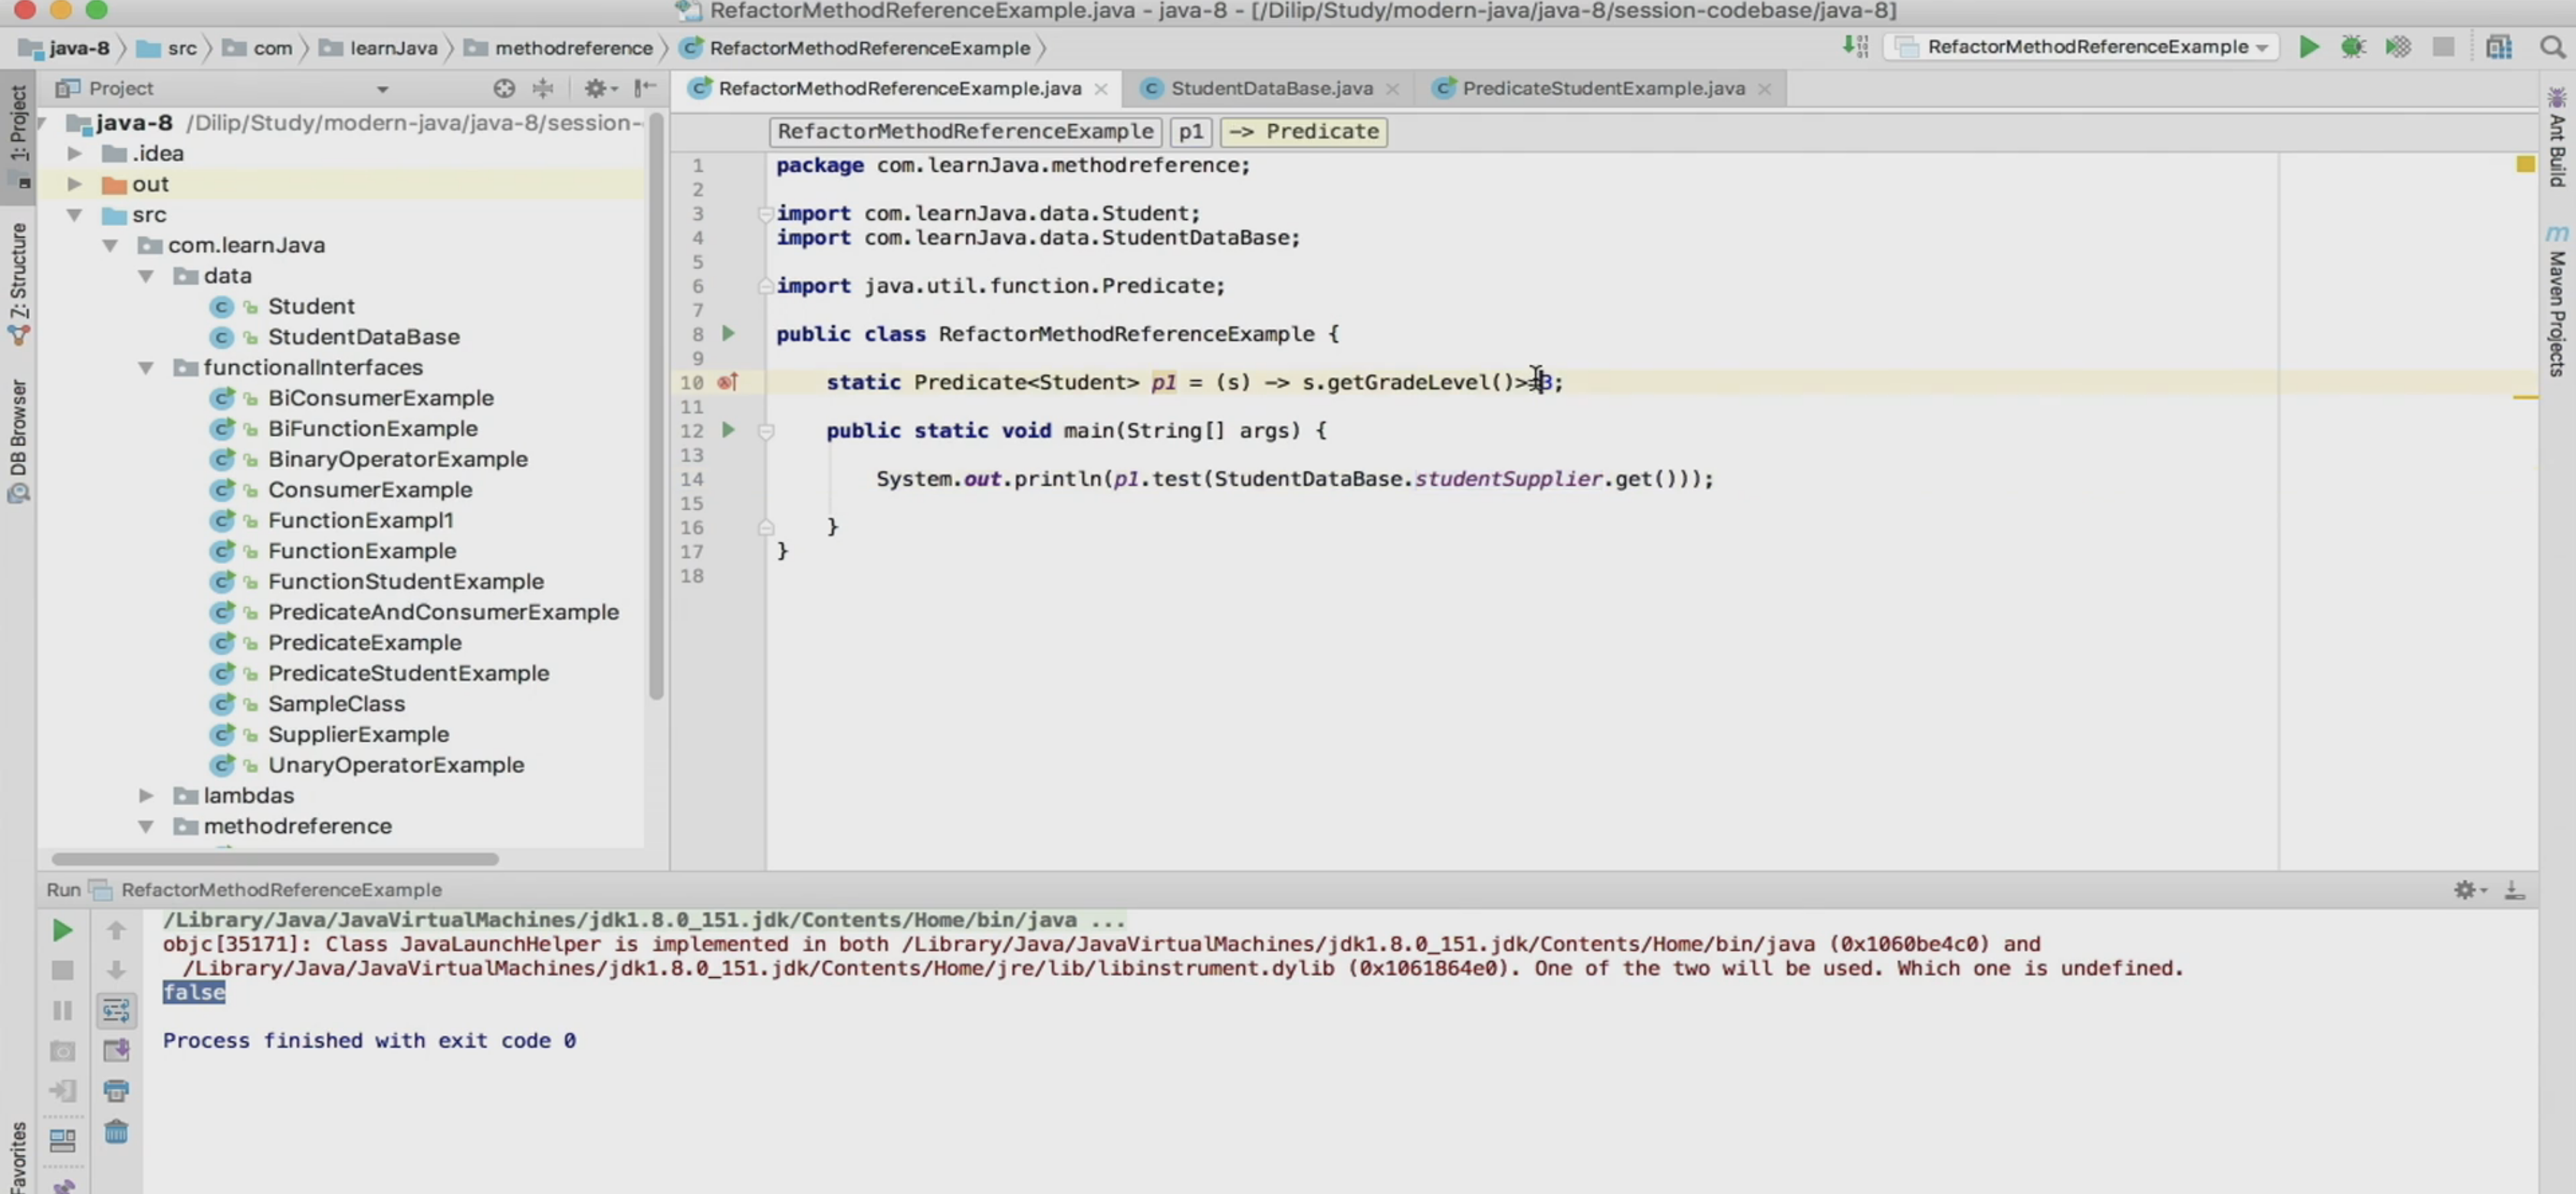 RefactorMethodReferenceExample.java - java-8 - [/Dilip/Study/modern-java/java-8/session-codebase/java-8]
java-8 src com learnJava methodreference RefactorMethodReferenceExample
RefactorMethodReferenceExample
Project
RefactorMethodReferenceExample.java
StudentDataBase.java
PredicateStudentExample.java
1: Project
Z: Structure
DB Browser
Favorites
Ant Build
Maven Projects
java-8 /Dilip/Study/modern-java/java-8/session-
.idea
out
src
com.learnJava
data
Student
StudentDataBase
functionalInterfaces
BiConsumerExample
BiFunctionExample
BinaryOperatorExample
ConsumerExample
FunctionExampl1
FunctionExample
FunctionStudentExample
PredicateAndConsumerExample
PredicateExample
PredicateStudentExample
SampleClass
SupplierExample
UnaryOperatorExample
lambdas
methodreference
RefactorMethodReferenceExample p1 -> Predicate
1 package com.learnJava.methodreference;
2
3 import com.learnJava.data.Student;
4 import com.learnJava.data.StudentDataBase;
5
6 import java.util.function.Predicate;
7
8 public class RefactorMethodReferenceExample {
9
10 static Predicate<Student> p1 = (s) -> s.getGradeLevel()>=3;
11
12 public static void main(String[] args) {
13
14 System.out.println(p1.test(StudentDataBase.studentSupplier.get()));
15
16 }
17 }
18
Run RefactorMethodReferenceExample
/Library/Java/JavaVirtualMachines/jdk1.8.0_151.jdk/Contents/Home/bin/java ...
objc[35171]: Class JavaLaunchHelper is implemented in both /Library/Java/JavaVirtualMachines/jdk1.8.0_151.jdk/Contents/Home/bin/java (0x1060be4c0) and
/Library/Java/JavaVirtualMachines/jdk1.8.0_151.jdk/Contents/Home/jre/lib/libinstrument.dylib (0x1061864e0). One of the two will be used. Which one is undefined.
false
Process finished with exit code 0